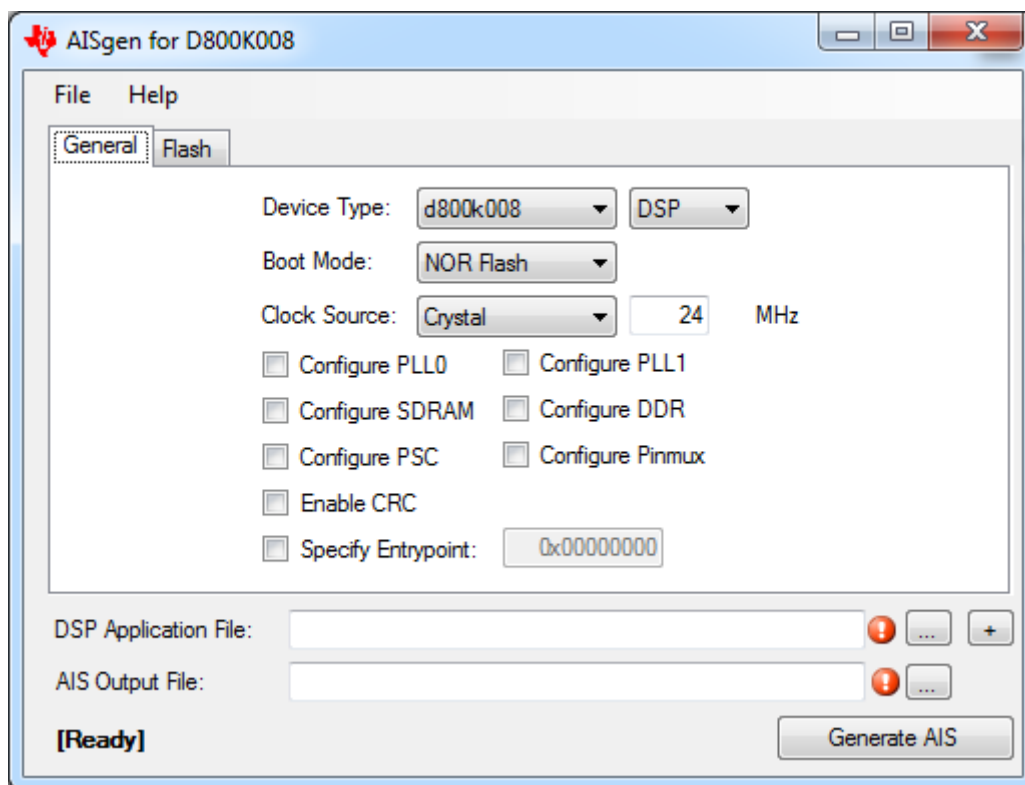 AISgen for D800K008
File Help
General Flash
Device Type: d800k008 DSP
Boot Mode: NOR Flash
Clock Source: Crystal 24 MHz
Configure PLL0 Configure PLL1
Configure SDRAM Configure DDR
Configure PSC Configure Pinmux
Enable CRC
Specify Entrypoint: 0x00000000
DSP Application File: ... +
AIS Output File: ...
[Ready] Generate AIS